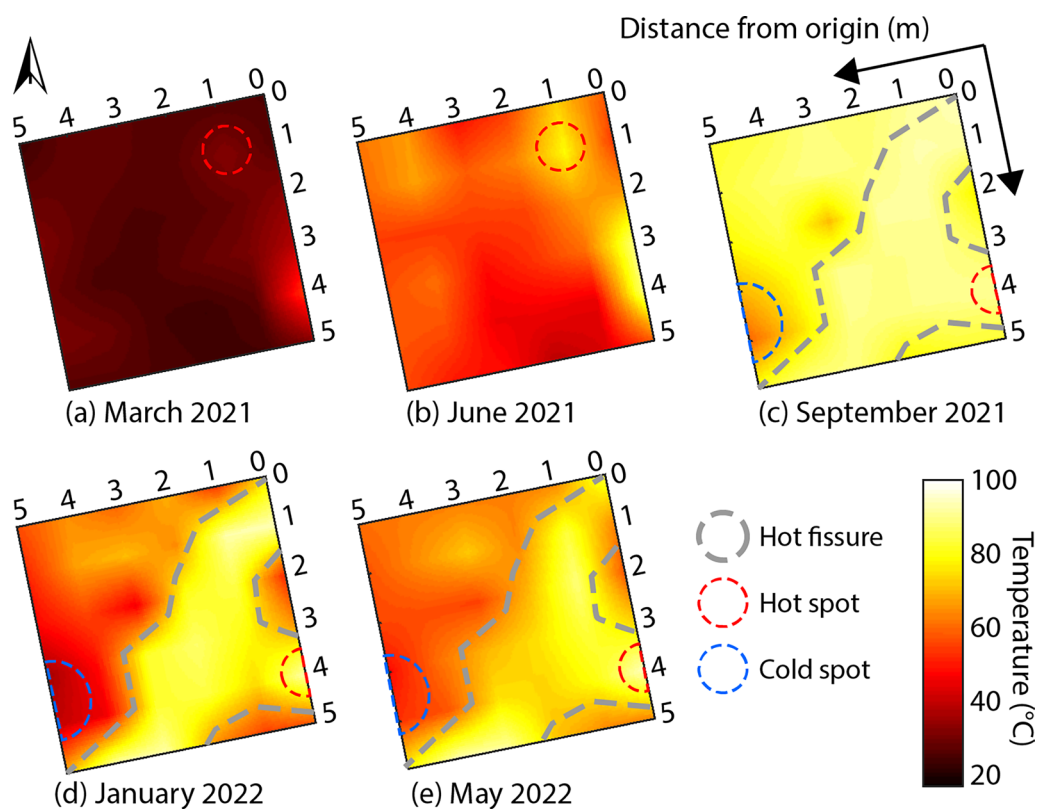 Distance from origin (m)
5 4 3 2 1 0
0
1
2
3
4
5
(a) March 2021
5 4 3 2 1 0
0
1
2
3
4
5
(b) June 2021
5 4 3 2 1 0
0
1
2
3
4
5
(c) September 2021
5 4 3 2 1 0
0
1
2
3
4
5
(d) January 2022
5 4 3 2 1 0
0
1
2
3
4
5
(e) May 2022
Hot fissure
Hot spot
Cold spot
100
80
60
40
20
Temperature (°C)